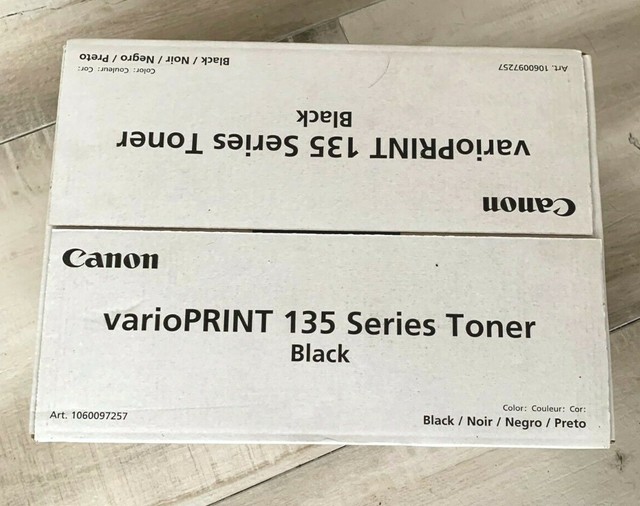 Black / Noir / Negro / Preto
Color: Couleur: Cor:
Art. 1060097257
Black
varioPRINT 135 Series Toner
Canon
Canon
varioPRINT 135 Series Toner
Black
Art. 1060097257
Color: Couleur: Cor:
Black / Noir / Negro / Preto